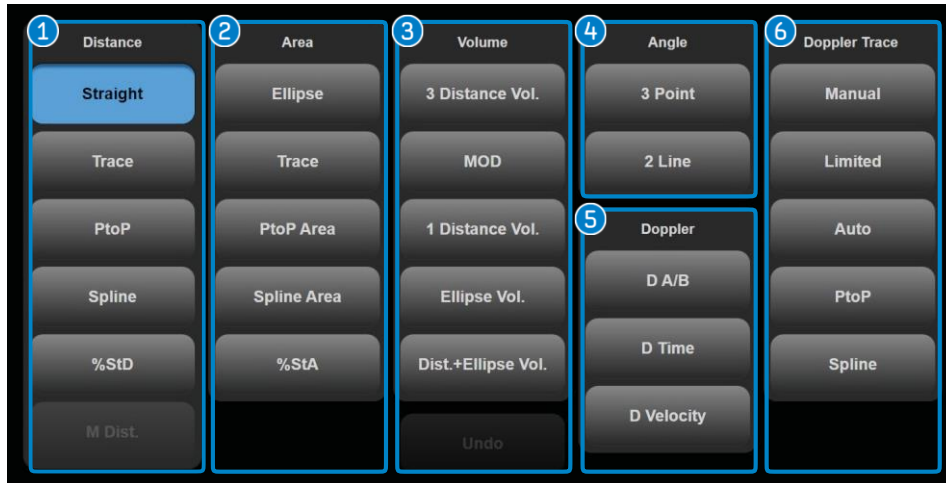 1
Distance
Straight
Trace
PtoP
Spline
%StD
M Dist.
2
Area
Ellipse
Trace
PtoP Area
Spline Area
%StA
3
Volume
3 Distance Vol.
MOD
1 Distance Vol.
Ellipse Vol.
Dist.+Ellipse Vol.
Undo
4
Angle
3 Point
2 Line
5
Doppler
D A/B
D Time
D Velocity
6
Doppler Trace
Manual
Limited
Auto
PtoP
Spline